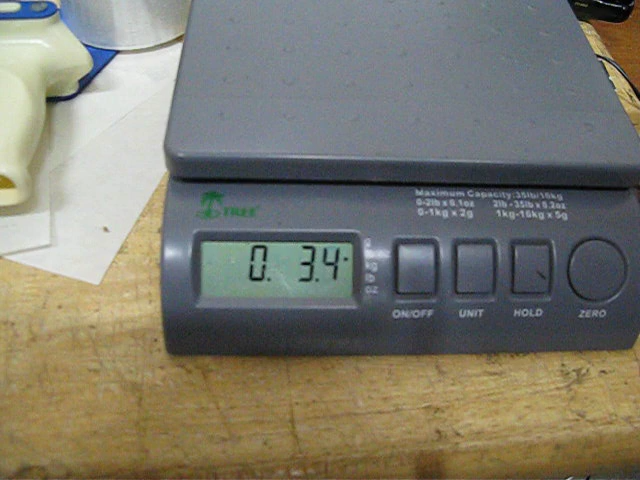 Maximum Capacity:35lb/16kg
0-2lb x 0.1oz 2lb-35lb x 0.2oz
0-1kg x 2g 1kg-16kg x 5g
TREE
0. 3.4
kg
lb
oz
ON/OFF UNIT HOLD ZERO